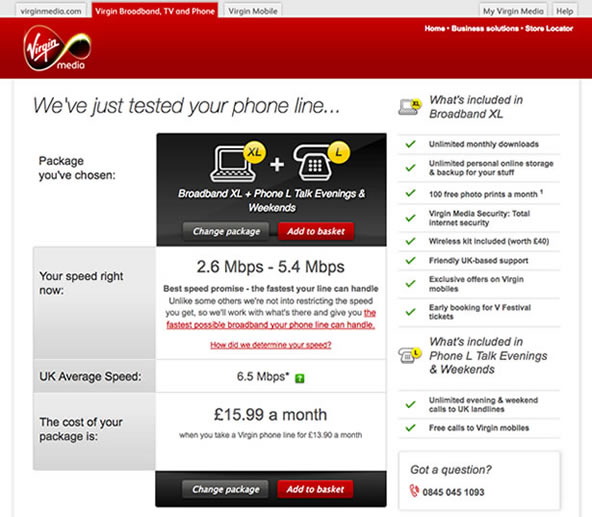 virginmedia.com
Virgin Broadband, TV and Phone
Virgin Mobile
My Virgin Media
Help
Home • Business solutions • Store Locator
Virgin
media
We've just tested your phone line...
Package
you've chosen:
XL
+
L
Broadband XL + Phone L Talk Evenings &
Weekends
Change package
Add to basket
Your speed right
now:
2.6 Mbps - 5.4 Mbps
Best speed promise - the fastest your line can handle
Unlike some others we're not into restricting the speed
you get, so we'll work with what's there and give you the
fastest possible broadband your phone line can handle.
How did we determine your speed?
UK Average Speed:
6.5 Mbps* ?
The cost of your
package is:
£15.99 a month
when you take a Virgin phone line for £13.90 a month
Change package
Add to basket
XL
What's included in
Broadband XL
Unlimited monthly downloads
Unlimited personal online storage
& backup for your stuff
100 free photo prints a month 1
Virgin Media Security: Total
internet security
Wireless kit included (worth £40)
Friendly UK-based support
Exclusive offers on Virgin
mobiles
Early booking for V Festival
tickets
L
What's included in
Phone L Talk Evenings
& Weekends
Unlimited evening & weekend
calls to UK landlines
Free calls to Virgin mobiles
Got a question?
0845 045 1093